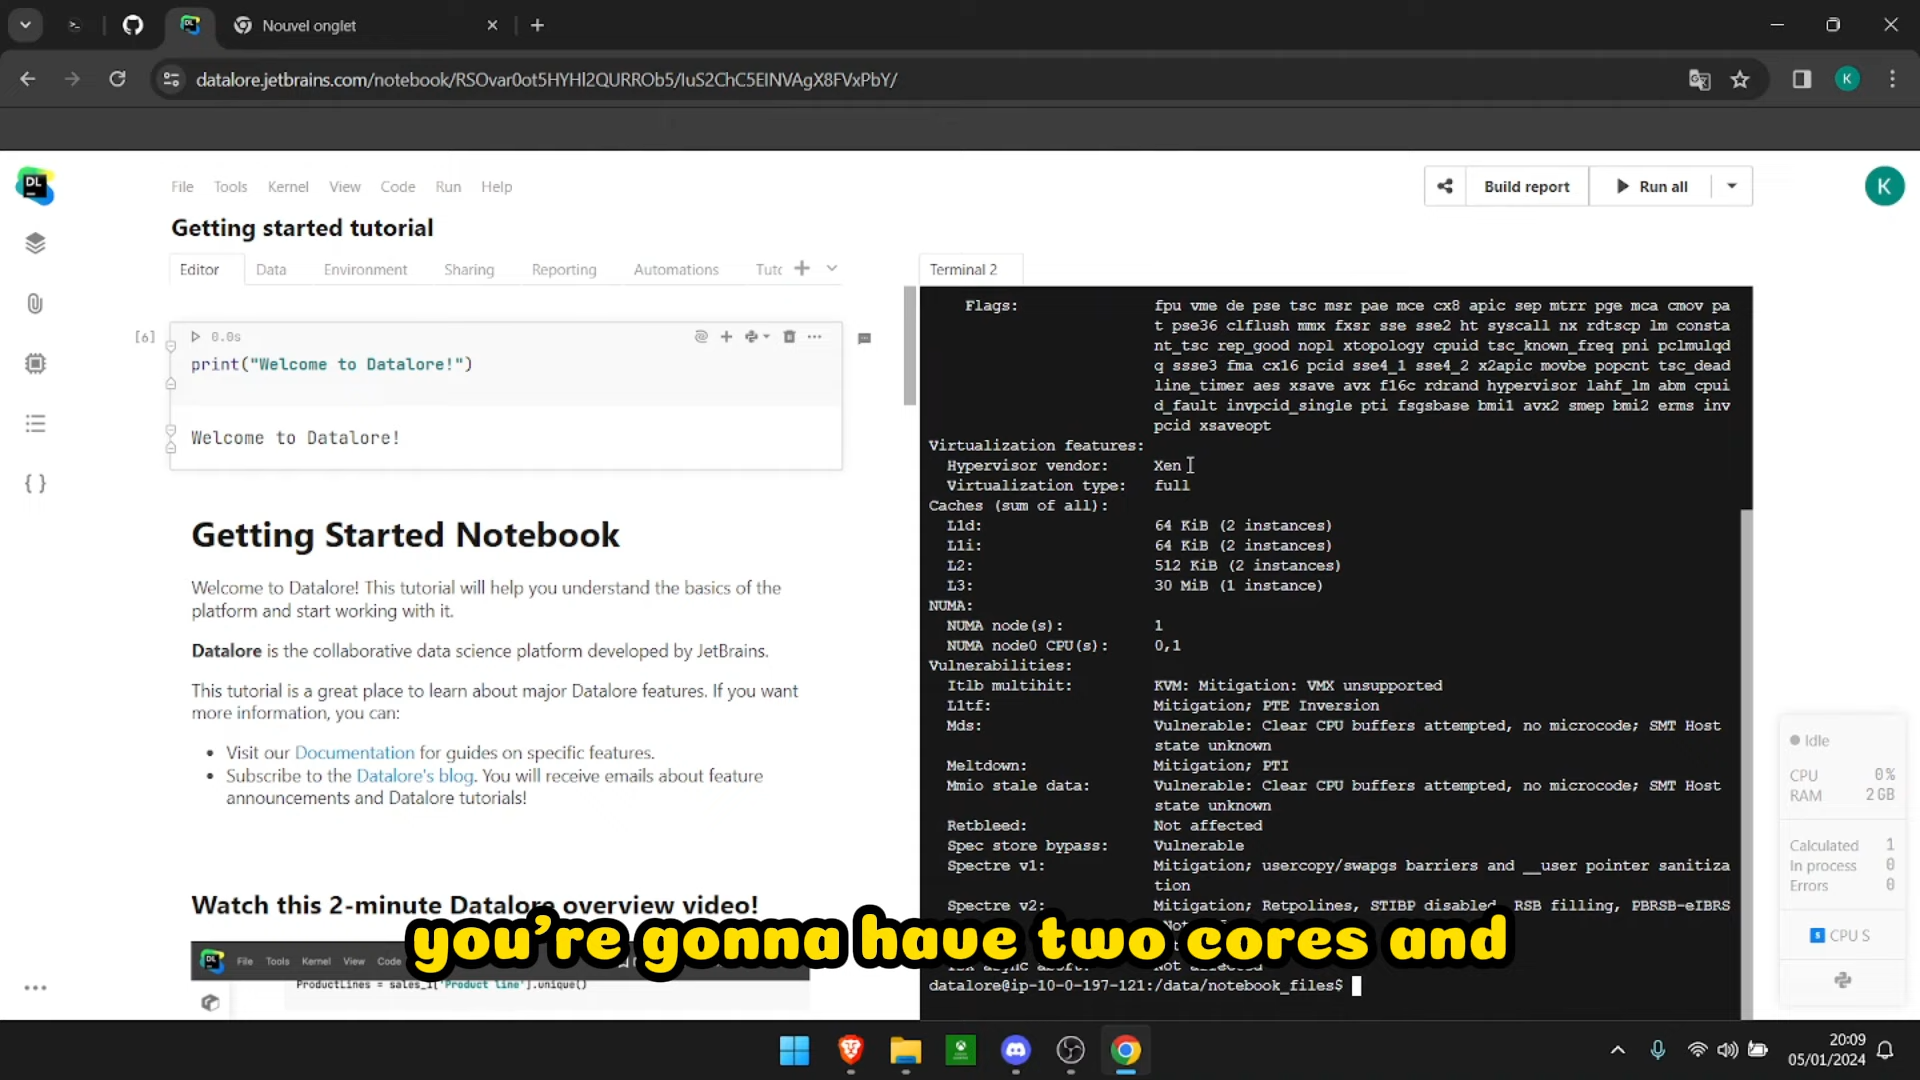 Nouvel onglet
datalore.jetbrains.com/notebook/RSOvar0ot5HYHl2QURROb5/IuS2ChC5EINVAgX8FVxPbY/
K
DL
File Tools Kernel View Code Run Help
Build report
Run all
K
Getting started tutorial
Editor Data Environment Sharing Reporting Automations Tuto
Terminal 2
[6]
0.0s
print("Welcome to Datalore!")
Welcome to Datalore!
Getting Started Notebook
Welcome to Datalore! This tutorial will help you understand the basics of the
platform and start working with it.
Datalore is the collaborative data science platform developed by JetBrains.
This tutorial is a great place to learn about major Datalore features. If you want
more information, you can:
Visit our Documentation for guides on specific features.
Subscribe to the Datalore's blog. You will receive emails about feature
announcements and Datalore tutorials!
Watch this 2-minute Datalore overview video!
File Tools Kernel View Code
ProductLines = sales_1['Product line'].unique()
Flags: fpu vme de pse tsc msr pae mce cx8 apic sep mtrr pge mca cmov pa
t pse36 clflush mmx fxsr sse sse2 ht syscall nx rdtscp lm consta
nt_tsc rep_good nopl xtopology cpuid tsc_known_freq pni pclmulqd
q ssse3 fma cx16 pcid sse4_1 sse4_2 x2apic movbe popcnt tsc_dead
line_timer aes xsave avx f16c rdrand hypervisor lahf_lm abm cpui
d_fault invpcid_single pti fsgsbase bmi1 avx2 smep bmi2 erms inv
pcid xsaveopt
Virtualization features:
Hypervisor vendor: Xen
Virtualization type: full
Caches (sum of all):
L1d: 64 KiB (2 instances)
L1i: 64 KiB (2 instances)
L2: 512 KiB (2 instances)
L3: 30 MiB (1 instance)
NUMA:
NUMA node(s): 1
NUMA node0 CPU(s): 0,1
Vulnerabilities:
Itlb multihit: KVM: Mitigation: VMX unsupported
L1tf: Mitigation; PTE Inversion
Mds: Vulnerable: Clear CPU buffers attempted, no microcode; SMT Host
state unknown
Meltdown: Mitigation; PTI
Mmio stale data: Vulnerable: Clear CPU buffers attempted, no microcode; SMT Host
state unknown
Retbleed: Not affected
Spec store bypass: Vulnerable
Spectre v1: Mitigation; usercopy/swapgs barriers and __user pointer sanitiza
tion
Spectre v2: Mitigation; Retpolines, STIBP disabled, RSB filling, PBRSB-eIBRS
datalore@ip-10-0-197-121:/data/notebook_files$
you're gonna have two cores and
Idle
CPU 0%
RAM 2 GB
Calculated 1
In process 0
Errors 0
CPU S
20:09
05/01/2024